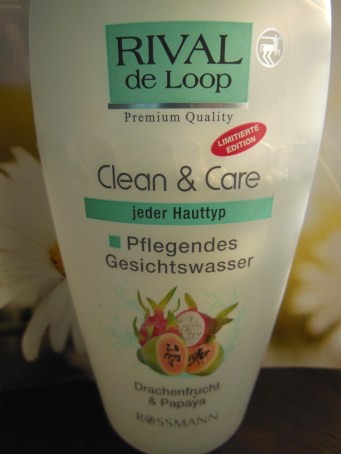 RIVAL
de Loop
Premium Quality
LIMITIERTE
EDITION
Clean & Care
jeder Hauttyp
Pflegendes
Gesichtswasser
Drachenfrucht
& Papaya
ROSSMANN